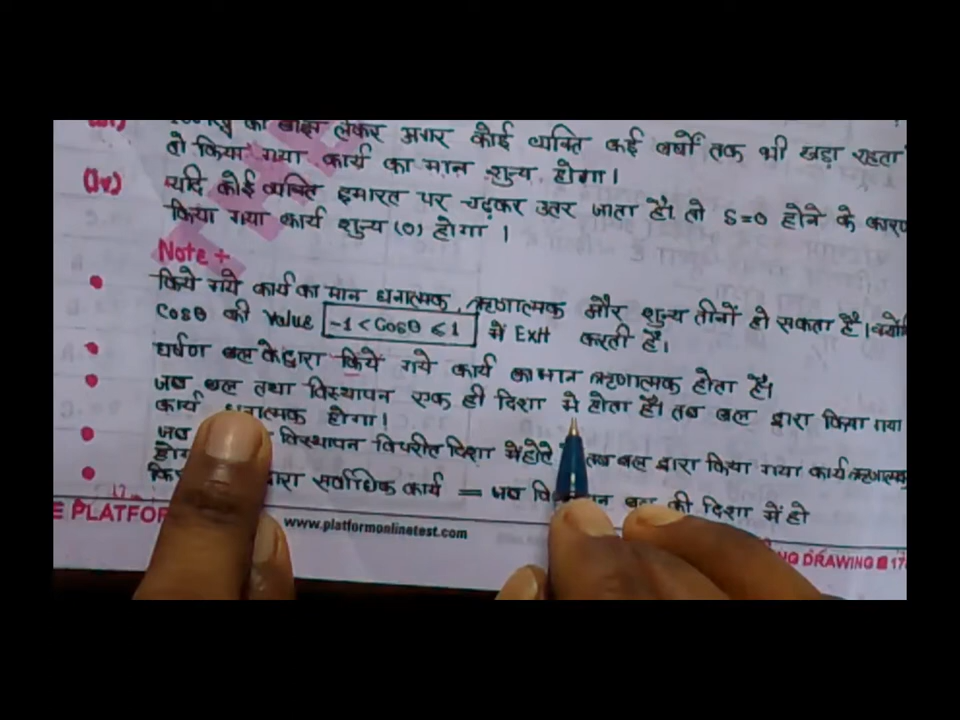 लेकर अगर कोई व्यक्ति कई वर्षों तक भी खड़ा रहता
तो किया गया कार्य का मान शुन्य होगा।
(iv) यदि कोई व्यक्ति इमारत पर चढ़कर उतर जाता है। तो S=0 होने के कारण
किया गया कार्य शुन्य (0) होगा ।
Note ÷
• किये गये कार्य का मान धनात्मक, ऋणात्मक और शुन्य तीनों हो सकता है।
Cosθ की Value -1 < Cosθ ≤ 1 में Exit करती है।
• घर्षण बल के द्वारा किये गये कार्य का मान ऋणात्मक होता है।
• जब बल तथा विस्थापन एक ही दिशा मे होता है। तब बल द्वारा किया गया
कार्य धनात्मक होगा।
• जब विस्थापन विपरीत दिशा में होते तब बल द्वारा किया गया कार्य ऋणात्मक
• द्वारा सर्वाधिक कार्य = जब बल की दिशा में हो
E PLATFOR www.platformonlinetest.com NG DRAWING 17